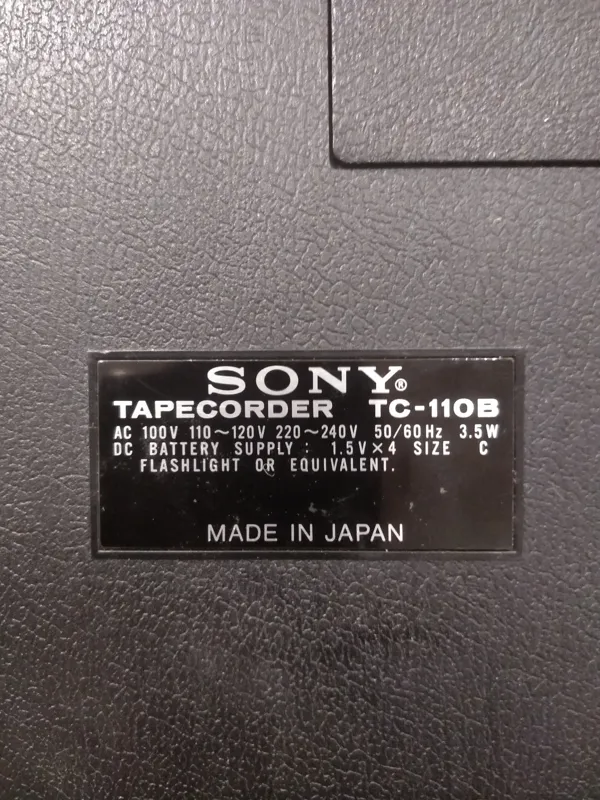 SONY®
TAPECORDER TC-110B
AC 100V 110~120V 220~240V 50/60Hz 3.5W
DC BATTERY SUPPLY: 1.5V×4 SIZE C
FLASHLIGHT OR EQUIVALENT.
MADE IN JAPAN